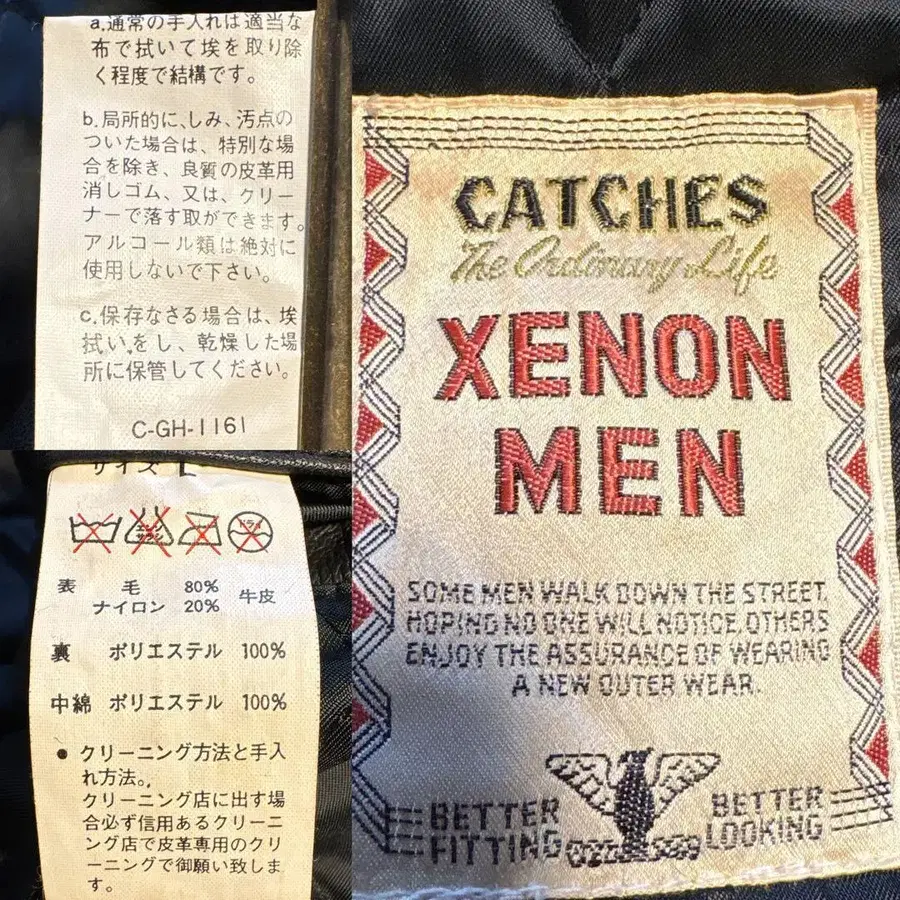 a.通常の手入れは適当な
布で拭いて埃を取り除
く程度で結構です。
b.局所的に、しみ、汚点の
ついた場合は、特別な場
合を除き、良質の皮革用
消しゴム、又は、クリー
ナーで落す取ができます。
アルコール類は絶対に
使用しないで下さい。
c.保存なさる場合は、埃
拭いをし、乾燥した場
所に保管してください。
C-GH-1161
サイズ L
エンソ
サラシ
ドライ
表 毛 80% 牛皮
ナイロン 20%
裏 ポリエステル 100%
中綿 ポリエステル 100%
● クリーニング方法と手入
れ方法。
クリーニング店に出す場
合必ず信用あるクリーニ
ング店で皮革専用のクリ
ーニングで御願い致しま
す。
CATCHES
The Ordinary Life
XENON
MEN
SOME MEN WALK DOWN THE STREET,
HOPING NO ONE WILL NOTICE. OTHERS
ENJOY THE ASSURANCE OF WEARING
A NEW OUTER WEAR.
BETTER
FITTING
BETTER
LOOKING